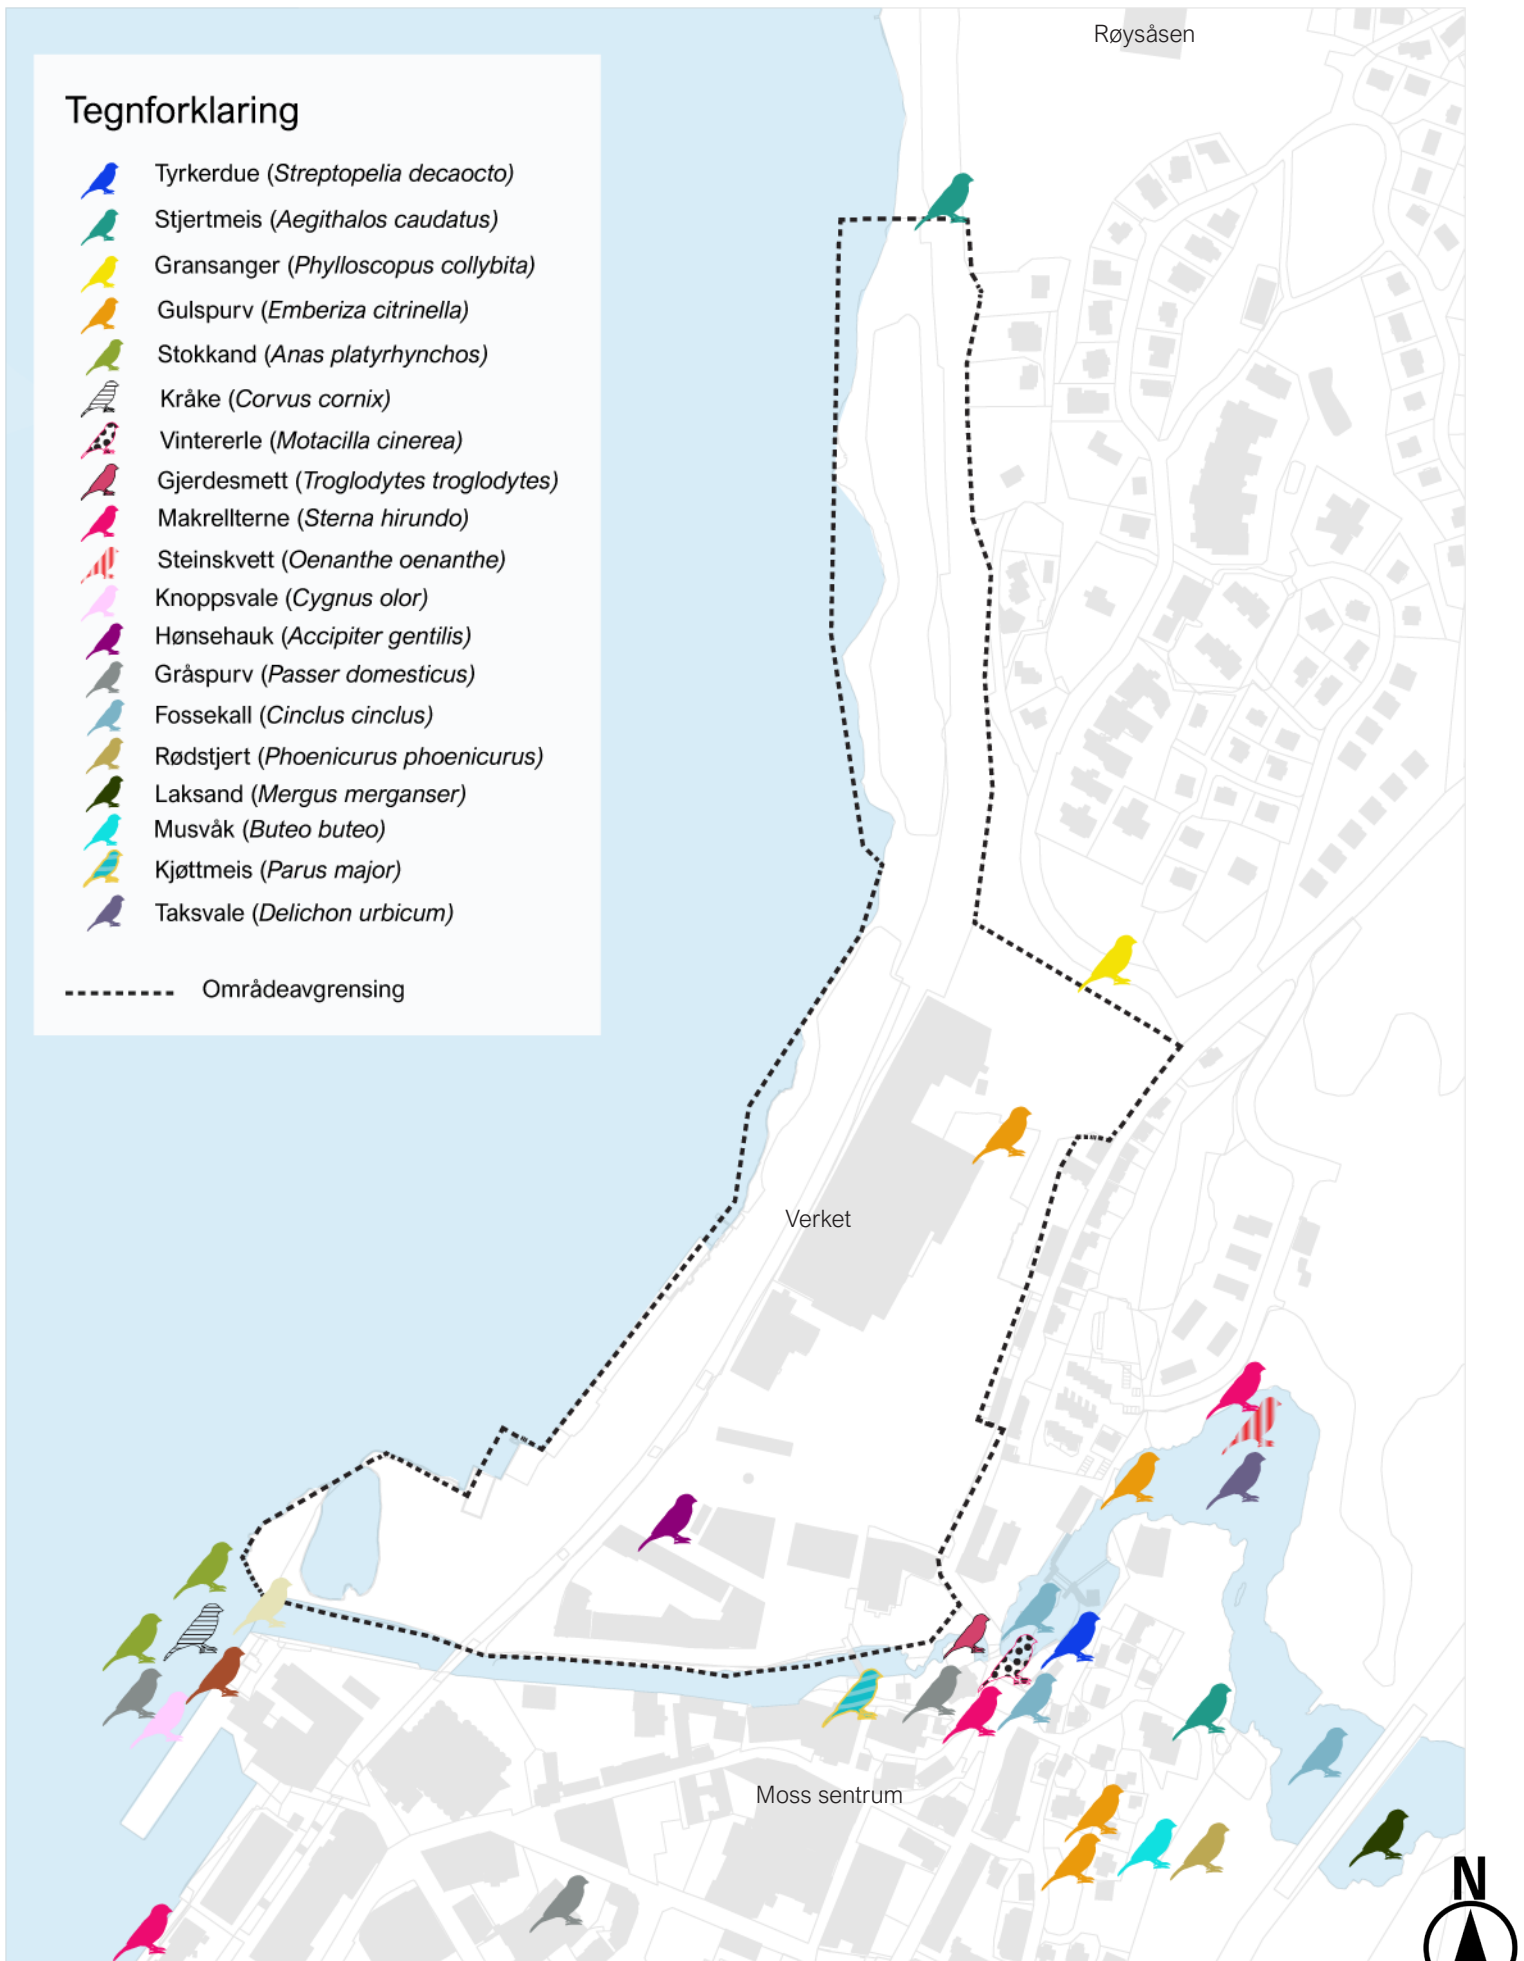 Røysåsen
Tegnforklaring
Tyrkerdue (Streptopelia decaocto)
Stjertmeis (Aegithalos caudatus)
Gransanger (Phylloscopus collybita)
Gulspurv (Emberiza citrinella)
Stokkand (Anas platyrhynchos)
Kråke (Corvus cornix)
Vintererle (Motacilla cinerea)
Gjerdesmett (Troglodytes troglodytes)
Makrellterne (Sterna hirundo)
Steinskvett (Oenanthe oenanthe)
Knoppsvale (Cygnus olor)
Hønsehauk (Accipiter gentilis)
Gråspurv (Passer domesticus)
Fossekall (Cinclus cinclus)
Rødstjert (Phoenicurus phoenicurus)
Laksand (Mergus merganser)
Musvåk (Buteo buteo)
Kjøttmeis (Parus major)
Taksvale (Delichon urbicum)
Områdeavgrensing
Verket
Moss sentrum
N